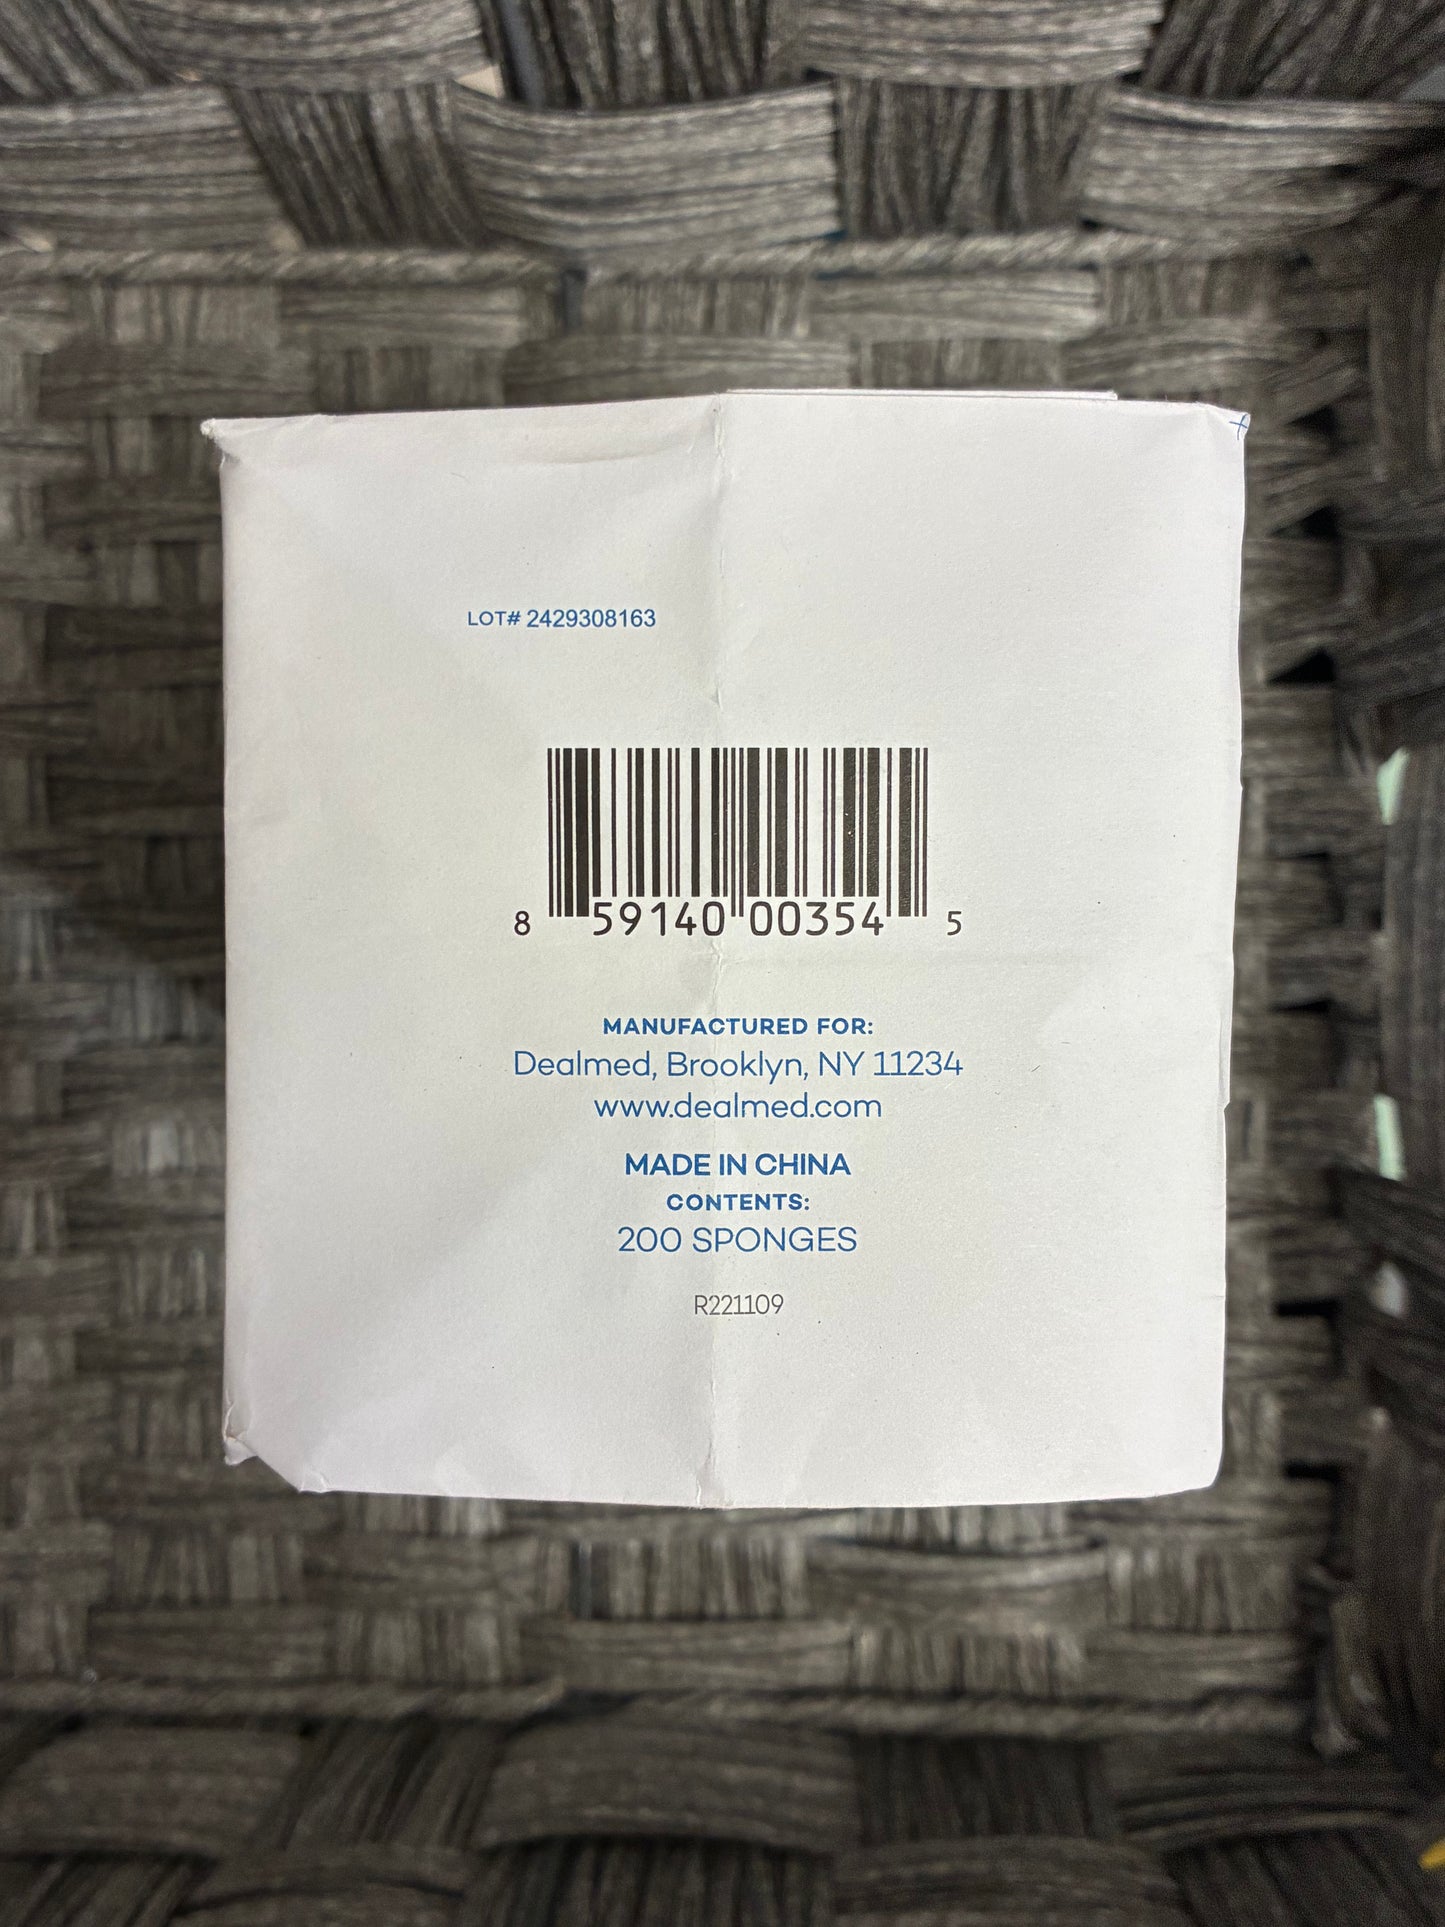 LOT# 2429308163
8 59140 00354 5
MANUFACTURED FOR:
Dealmed, Brooklyn, NY 11234
www.dealmed.com
MADE IN CHINA
CONTENTS:
200 SPONGES
R221109